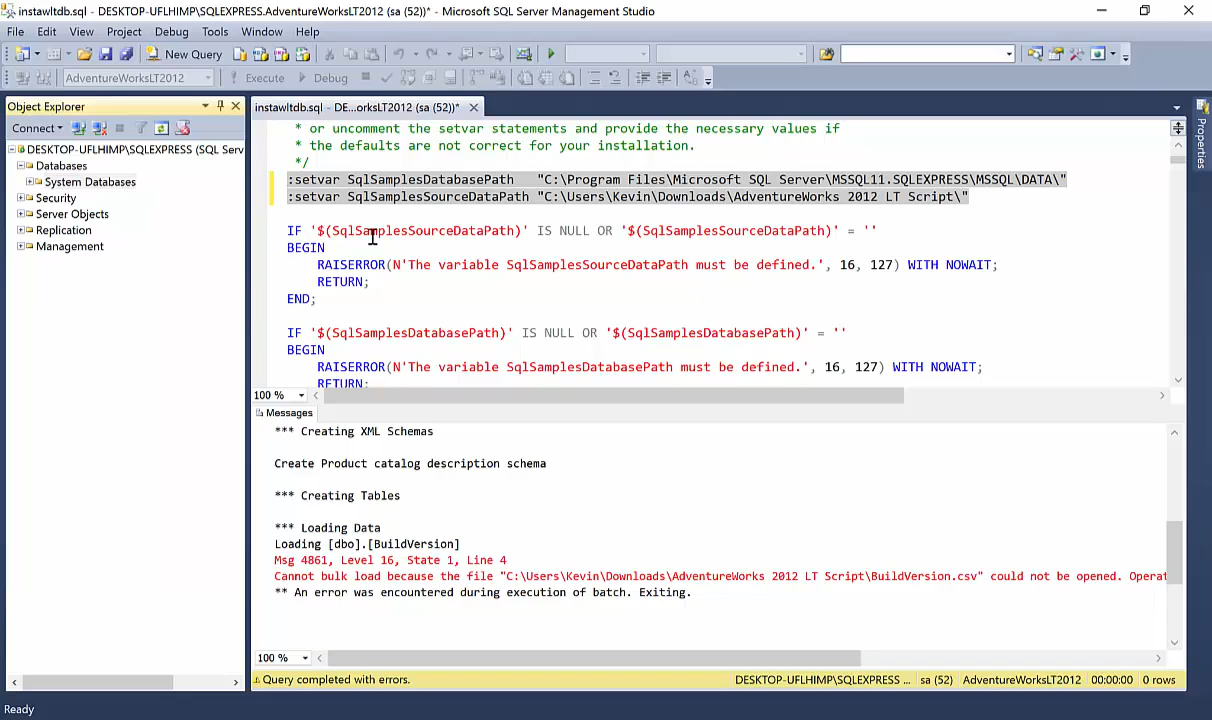 instawltdb.sql - DESKTOP-UFLHIMP\SQLEXPRESS.AdventureWorksLT2012 (sa (52))* - Microsoft SQL Server Management Studio
File Edit View Project Debug Tools Window Help
New Query
AdventureWorksLT2012 Execute Debug
Object Explorer
instawltdb.sql - DE...orksLT2012 (sa (52))*
Properties
Connect
DESKTOP-UFLHIMP\SQLEXPRESS (SQL Serv
Databases
System Databases
Security
Server Objects
Replication
Management
* or uncomment the setvar statements and provide the necessary values if
* the defaults are not correct for your installation.
*/
:setvar SqlSamplesDatabasePath "C:\Program Files\Microsoft SQL Server\MSSQL11.SQLEXPRESS\MSSQL\DATA\"
:setvar SqlSamplesSourceDataPath "C:\Users\Kevin\Downloads\AdventureWorks 2012 LT Script\"
IF '$(SqlSamplesSourceDataPath)' IS NULL OR '$(SqlSamplesSourceDataPath)' = ''
BEGIN
RAISERROR(N'The variable SqlSamplesSourceDataPath must be defined.', 16, 127) WITH NOWAIT;
RETURN;
END;
IF '$(SqlSamplesDatabasePath)' IS NULL OR '$(SqlSamplesDatabasePath)' = ''
BEGIN
RAISERROR(N'The variable SqlSamplesDatabasePath must be defined.', 16, 127) WITH NOWAIT;
RETURN;
100 %
Messages
*** Creating XML Schemas
Create Product catalog description schema
*** Creating Tables
*** Loading Data
Loading [dbo].[BuildVersion]
Msg 4861, Level 16, State 1, Line 4
Cannot bulk load because the file "C:\Users\Kevin\Downloads\AdventureWorks 2012 LT Script\BuildVersion.csv" could not be opened. Operat
** An error was encountered during execution of batch. Exiting.
100 %
Query completed with errors. DESKTOP-UFLHIMP\SQLEXPRESS ... sa (52) AdventureWorksLT2012 00:00:00 0 rows
Ready